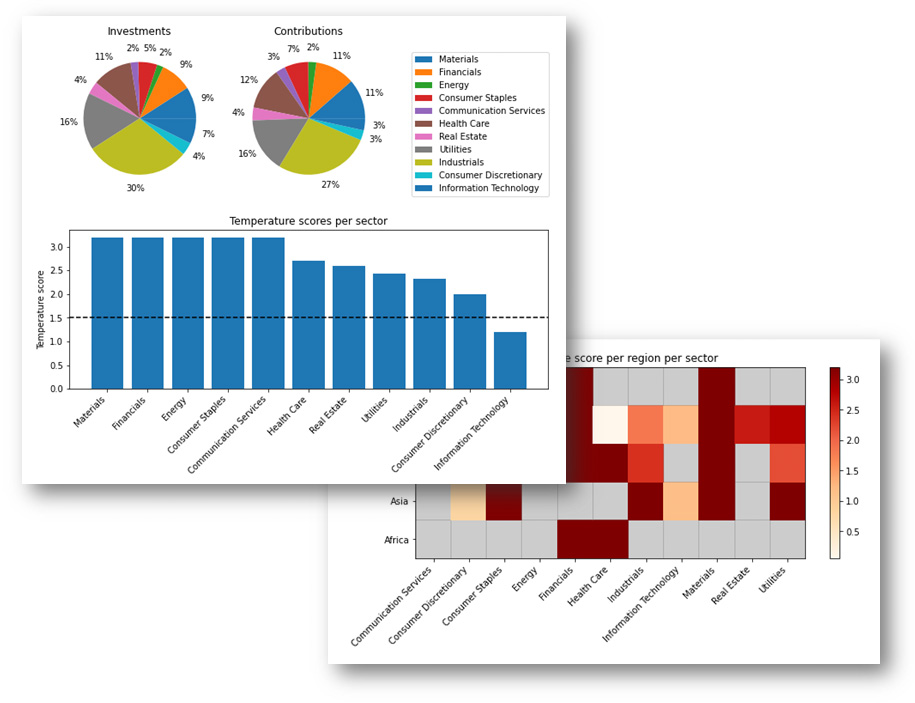 Investments
2% 5% 2%
11% 9%
4% 9%
16% 7%
4%
30%
Contributions
7% 2%
3% 11%
12% 11%
4% 3%
16% 3%
27%
Materials
Financials
Energy
Consumer Staples
Communication Services
Health Care
Real Estate
Utilities
Industrials
Consumer Discretionary
Information Technology
Temperature scores per sector
Temperature score
3.0
2.5
2.0
1.5
1.0
0.5
0.0
Materials
Financials
Energy
Consumer Staples
Communication Services
Health Care
Real Estate
Utilities
Industrials
Consumer Discretionary
Information Technology
e score per region per sector
Asia
Africa
Communication Services
Consumer Discretionary
Consumer Staples
Energy
Financials
Health Care
Industrials
Information Technology
Materials
Real Estate
Utilities
3.0
2.5
2.0
1.5
1.0
0.5